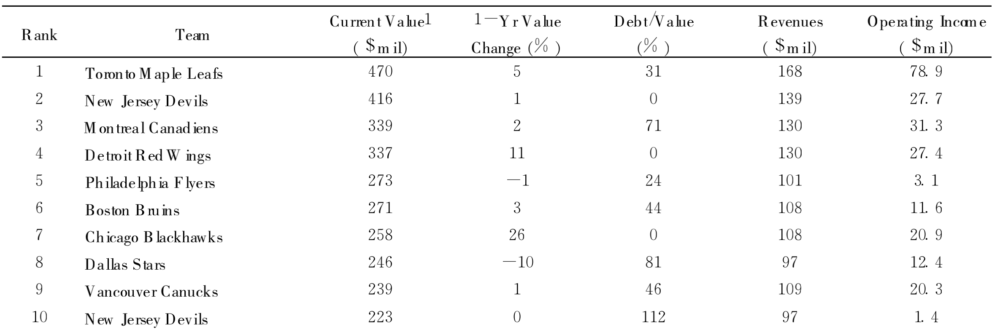 Rank Team Current Value1 ($mil) 1-Yr Value Change (%) Debt/Value (%) Revenues ($mil) Operating Income ($mil)
1 Toronto Maple Leafs 470 5 31 168 78.9
2 New Jersey Devils 416 1 0 139 27.7
3 Montreal Canadiens 339 2 71 130 31.3
4 Detroit Red Wings 337 11 0 130 27.4
5 Philadelphia Flyers 273 -1 24 101 3.1
6 Boston Bruins 271 3 44 108 11.6
7 Chicago Blackhawks 258 26 0 108 20.9
8 Dallas Stars 246 -10 81 97 12.4
9 Vancouver Canucks 239 1 46 109 20.3
10 New Jersey Devils 223 0 112 97 1.4